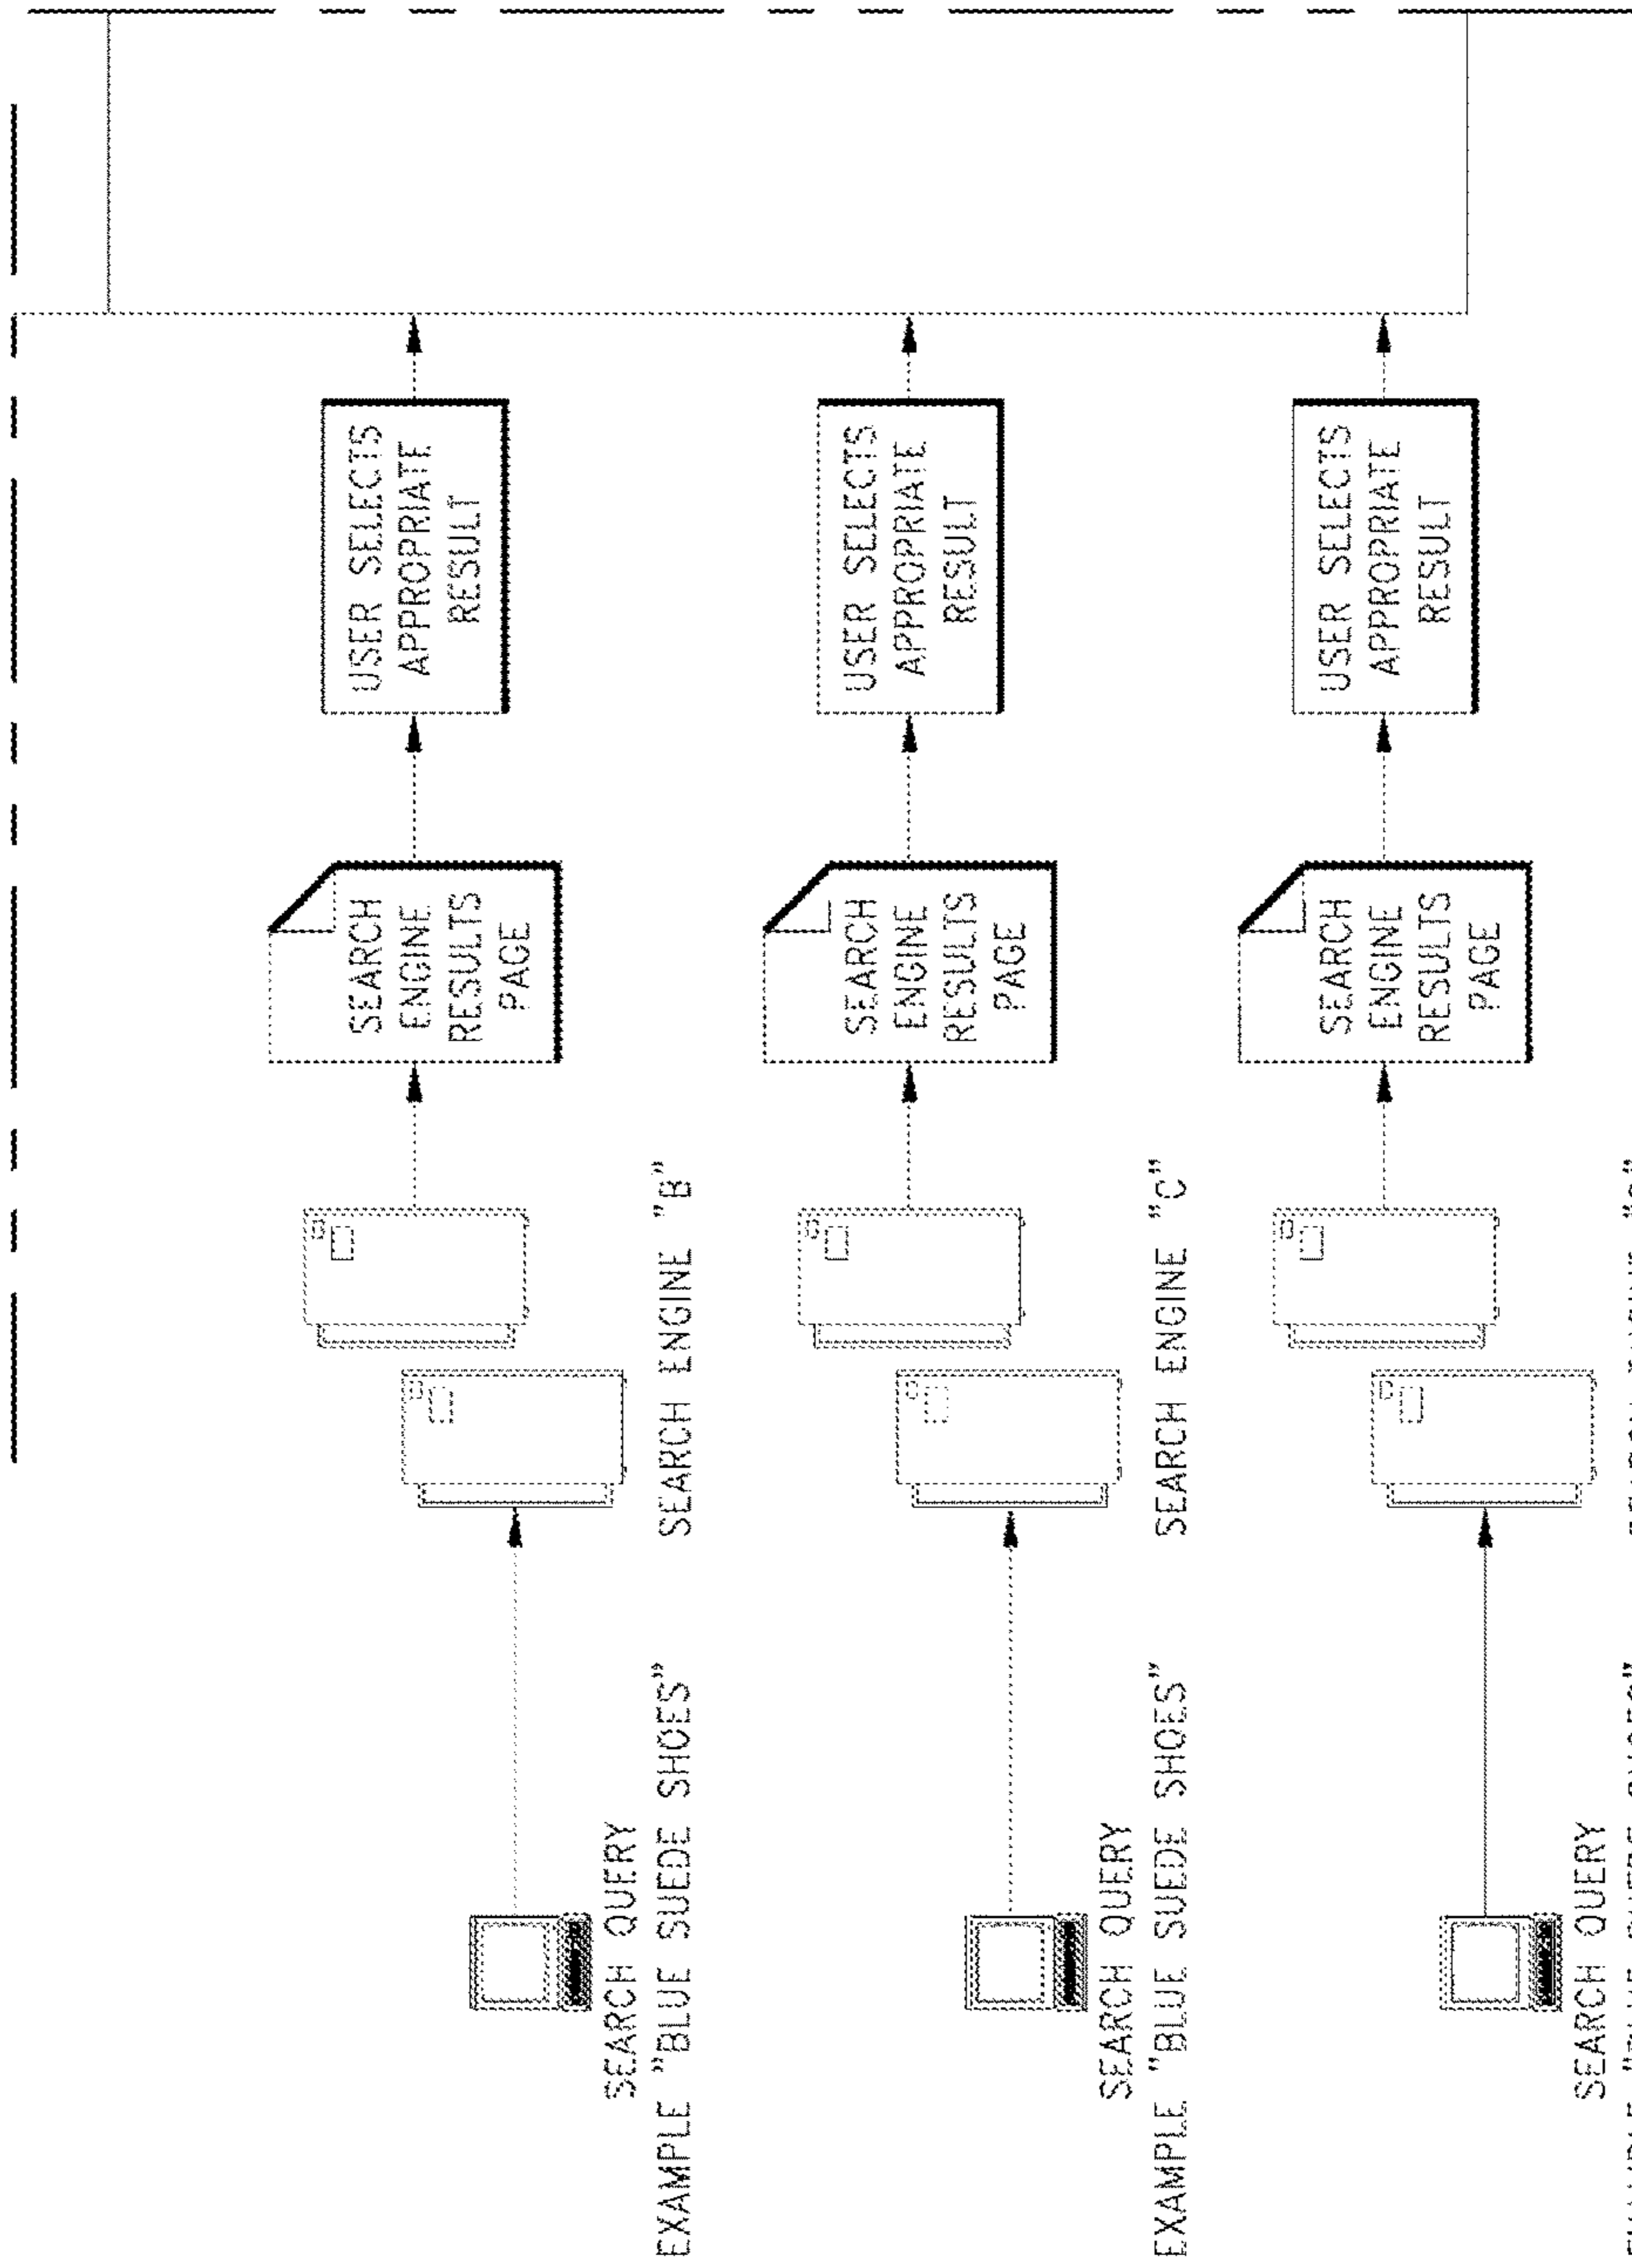 SEARCH QUERY
EXAMPLE "BLUE SUEDE SHOES"
SEARCH ENGINE "B"
SEARCH
ENGINE
RESULTS
PAGE
USER SELECTS
APPROPRIATE
RESULT
SEARCH QUERY
EXAMPLE "BLUE SUEDE SHOES"
SEARCH ENGINE "C"
SEARCH
ENGINE
RESULTS
PAGE
USER SELECTS
APPROPRIATE
RESULT
SEARCH QUERY
SEARCH
ENGINE
RESULTS
PAGE
USER SELECTS
APPROPRIATE
RESULT